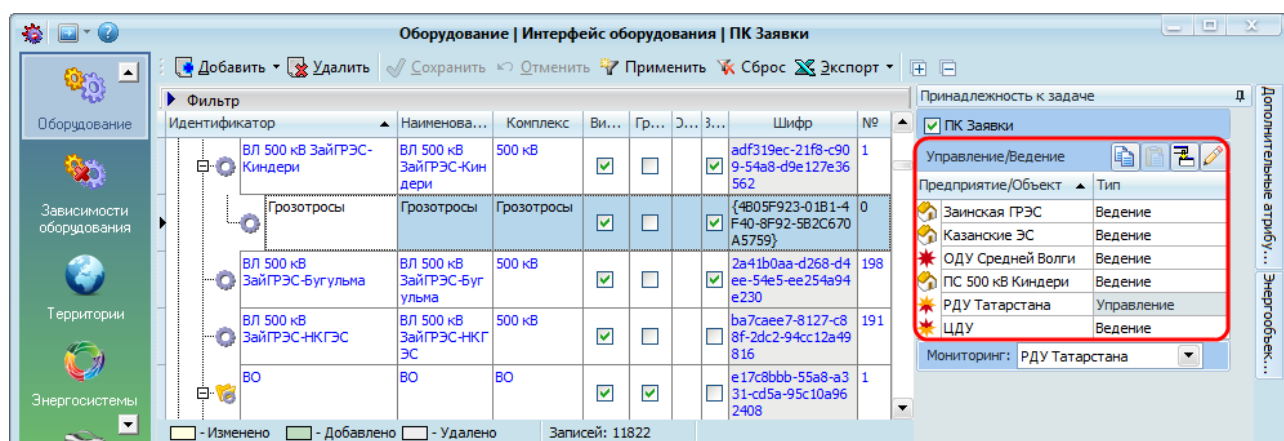 Оборудование | Интерфейс оборудования | ПК Заявки
Добавить Удалить Сохранить Отменить Применить Сброс Экспорт
Оборудование
Зависимости
оборудования
Территории
Энергосистемы
Фильтр
Идентификатор Наименова... Комплекс Ви... Гр... З... Шифр №
ВЛ 500 кВ ЗайГРЭС-
Киндери
ВЛ 500 кВ
ЗайГРЭС-Кин
дери
500 кВ
adf319ec-21f8-c90
9-54a8-d9e127e36
562
1
Грозотросы
Грозотросы
Грозотросы
{4B05F923-01B1-4
F40-8F92-5B2C670
A5759}
0
ВЛ 500 кВ
ЗайГРЭС-Бугульма
ВЛ 500 кВ
ЗайГРЭС-Буг
ульма
500 кВ
2a41b0aa-d268-d4
ee-54e5-ee254a94
e230
198
ВЛ 500 кВ
ЗайГРЭС-НКГЭС
ВЛ 500 кВ
ЗайГРЭС-НКГ
ЭС
500 кВ
ba7caee7-8127-c8
8f-2dc2-94cc12a49
816
191
ВО
ВО
ВО
e17c8bbb-55a8-a3
31-cd5a-95c10a96
2408
1
- Изменено - Добавлено - Удалено Записей: 11822
Принадлежность к задаче
ПК Заявки
Управление/Ведение
Предприятие/Объект Тип
Заинская ГРЭС Ведение
Казанские ЭС Ведение
ОДУ Средней Волги Ведение
ПС 500 кВ Киндери Ведение
РДУ Татарстана Управление
ЦДУ Ведение
Мониторинг: РДУ Татарстана
Дополнительные атрибу...
Энергообъек...